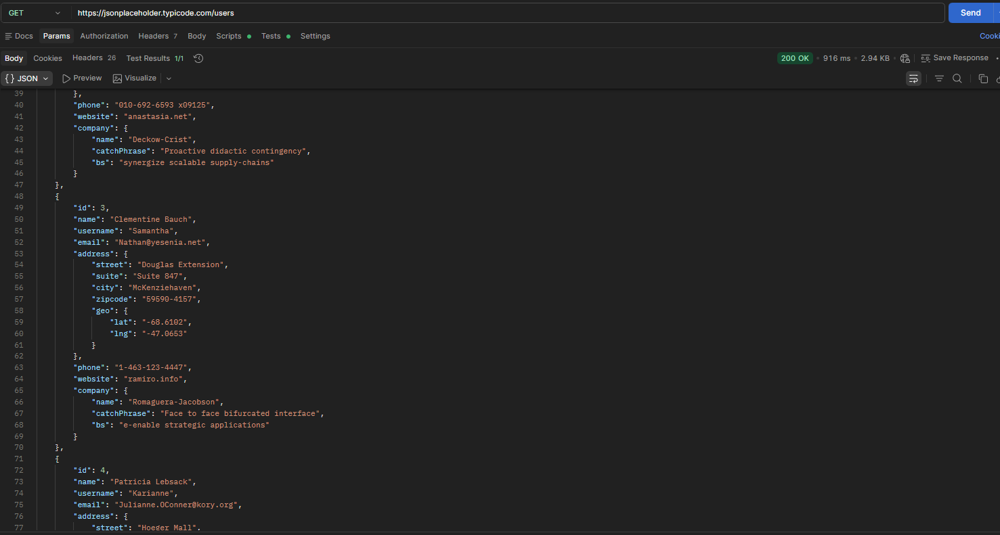 GET https://jsonplaceholder.typicode.com/users Send
Docs Params Authorization Headers 7 Body Scripts Tests Settings Cooki
Body Cookies Headers 26 Test Results 1/1 200 OK 916 ms 2.94 KB e.g. Save Response
{} JSON Preview Visualize
39 },
40 "phone": "010-692-6593 x09125",
41 "website": "anastasia.net",
42 "company": {
43 "name": "Deckow-Crist",
44 "catchPhrase": "Proactive didactic contingency",
45 "bs": "synergize scalable supply-chains"
46 }
47 },
48 {
49 "id": 3,
50 "name": "Clementine Bauch",
51 "username": "Samantha",
52 "email": "Nathan@yesenia.net",
53 "address": {
54 "street": "Douglas Extension",
55 "suite": "Suite 847",
56 "city": "McKenziehaven",
57 "zipcode": "59590-4157",
58 "geo": {
59 "lat": "-68.6102",
60 "lng": "-47.0653"
61 }
62 },
63 "phone": "1-463-123-4447",
64 "website": "ramiro.info",
65 "company": {
66 "name": "Romaguera-Jacobson",
67 "catchPhrase": "Face to face bifurcated interface",
68 "bs": "e-enable strategic applications"
69 }
70 },
71 {
72 "id": 4,
73 "name": "Patricia Lebsack",
74 "username": "Karianne",
75 "email": "Julianne.OConner@kory.org",
76 "address": {
77 "street": "Hoeger Mall",